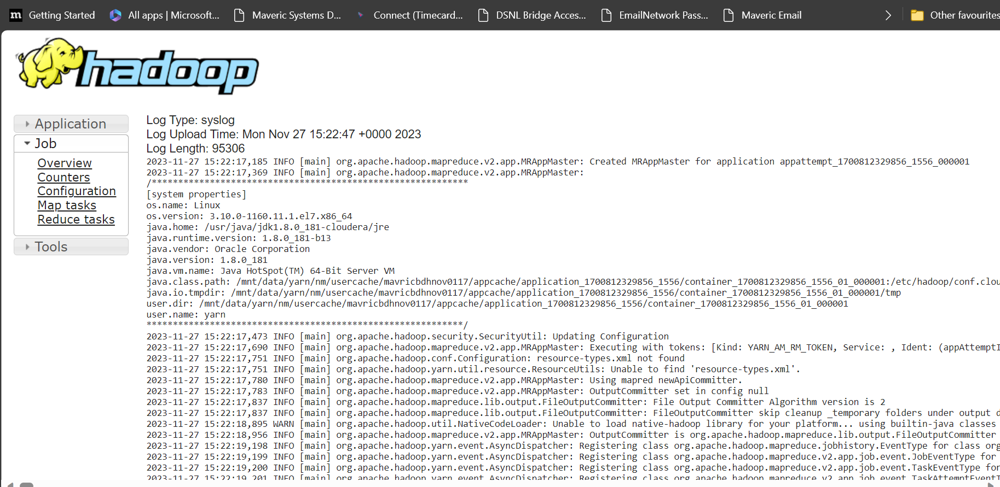 Getting Started
All apps | Microsoft...
Maveric Systems D...
Connect (Timecard...
DSNL Bridge Acces...
EmailNetwork Pass...
Maveric Email
Other favourites
hadoop
Application
Job
Overview
Counters
Configuration
Map tasks
Reduce tasks
Tools
Log Type: syslog
Log Upload Time: Mon Nov 27 15:22:47 +0000 2023
Log Length: 95306
2023-11-27 15:22:17,185 INFO [main] org.apache.hadoop.mapreduce.v2.app.MRAppMaster: Created MRAppMaster for application appattempt_1700812329856_1556_000001
2023-11-27 15:22:17,369 INFO [main] org.apache.hadoop.mapreduce.v2.app.MRAppMaster:
/************************************************************
[system properties]
os.name: Linux
os.version: 3.10.0-1160.11.1.el7.x86_64
java.home: /usr/java/jdk1.8.0_181-cloudera/jre
java.runtime.version: 1.8.0_181-b13
java.vendor: Oracle Corporation
java.version: 1.8.0_181
java.vm.name: Java HotSpot(TM) 64-Bit Server VM
java.class.path: /mnt/data/yarn/nm/usercache/mavricbdhnov0117/appcache/application_1700812329856_1556/container_1700812329856_1556_01_000001:/etc/hadoop/conf.clou
java.io.tmpdir: /mnt/data/yarn/nm/usercache/mavricbdhnov0117/appcache/application_1700812329856_1556/container_1700812329856_1556_01_000001/tmp
user.dir: /mnt/data/yarn/nm/usercache/mavricbdhnov0117/appcache/application_1700812329856_1556/container_1700812329856_1556_01_000001
user.name: yarn
************************************************************/
2023-11-27 15:22:17,473 INFO [main] org.apache.hadoop.security.SecurityUtil: Updating Configuration
2023-11-27 15:22:17,690 INFO [main] org.apache.hadoop.mapreduce.v2.app.MRAppMaster: Executing with tokens: [Kind: YARN_AM_RM_TOKEN, Service: , Ident: (appAttemptI
2023-11-27 15:22:17,751 INFO [main] org.apache.hadoop.conf.Configuration: resource-types.xml not found
2023-11-27 15:22:17,751 INFO [main] org.apache.hadoop.yarn.util.resource.ResourceUtils: Unable to find 'resource-types.xml'.
2023-11-27 15:22:17,780 INFO [main] org.apache.hadoop.mapreduce.v2.app.MRAppMaster: Using mapred newApiCommitter.
2023-11-27 15:22:17,783 INFO [main] org.apache.hadoop.mapreduce.v2.app.MRAppMaster: OutputCommitter set in config null
2023-11-27 15:22:17,837 INFO [main] org.apache.hadoop.mapreduce.lib.output.FileOutputCommitter: File Output Committer Algorithm version is 2
2023-11-27 15:22:17,837 INFO [main] org.apache.hadoop.mapreduce.lib.output.FileOutputCommitter: FileOutputCommitter skip cleanup _temporary folders under output d
2023-11-27 15:22:18,895 WARN [main] org.apache.hadoop.util.NativeCodeLoader: Unable to load native-hadoop library for your platform... using builtin-java classes
2023-11-27 15:22:18,956 INFO [main] org.apache.hadoop.mapreduce.v2.app.MRAppMaster: OutputCommitter is org.apache.hadoop.mapreduce.lib.output.FileOutputCommitter
2023-11-27 15:22:19,198 INFO [main] org.apache.hadoop.yarn.event.AsyncDispatcher: Registering class org.apache.hadoop.mapreduce.jobhistory.EventType for class org
2023-11-27 15:22:19,199 INFO [main] org.apache.hadoop.yarn.event.AsyncDispatcher: Registering class org.apache.hadoop.mapreduce.v2.app.job.event.JobEventType for
2023-11-27 15:22:19,200 INFO [main] org.apache.hadoop.yarn.event.AsyncDispatcher: Registering class org.apache.hadoop.mapreduce.v2.app.job.event.TaskEventType for
2023-11-27 15:22:19,201 INFO [main] org.apache.hadoop.yarn.event.AsyncDispatcher: Registering class org.apache.hadoop.mapreduce.v2.app.job.event.TaskAttemptEventT